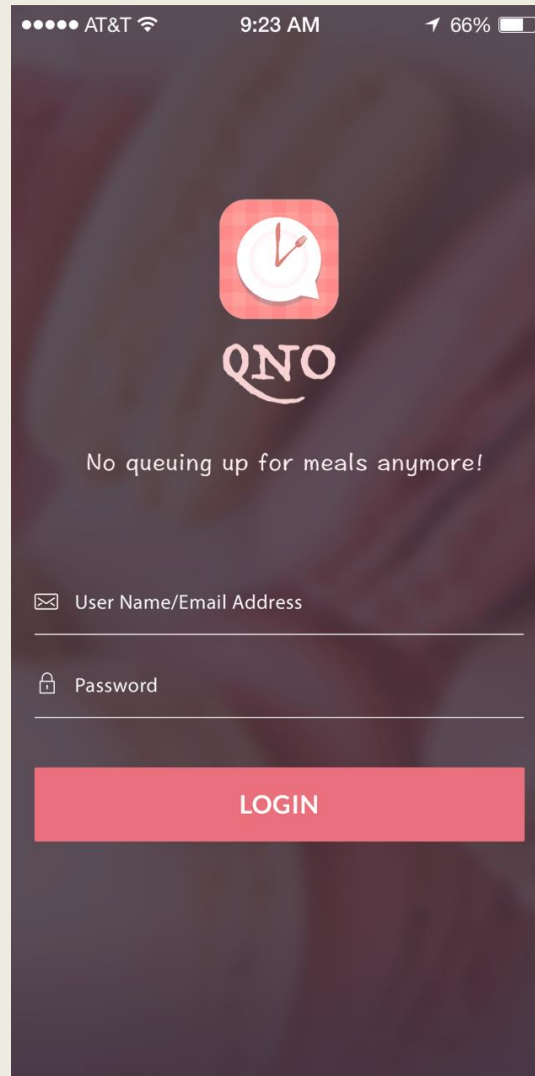 AT&T 9:23 AM 66%
QNO
No queuing up for meals anymore!
User Name/Email Address
Password
LOGIN